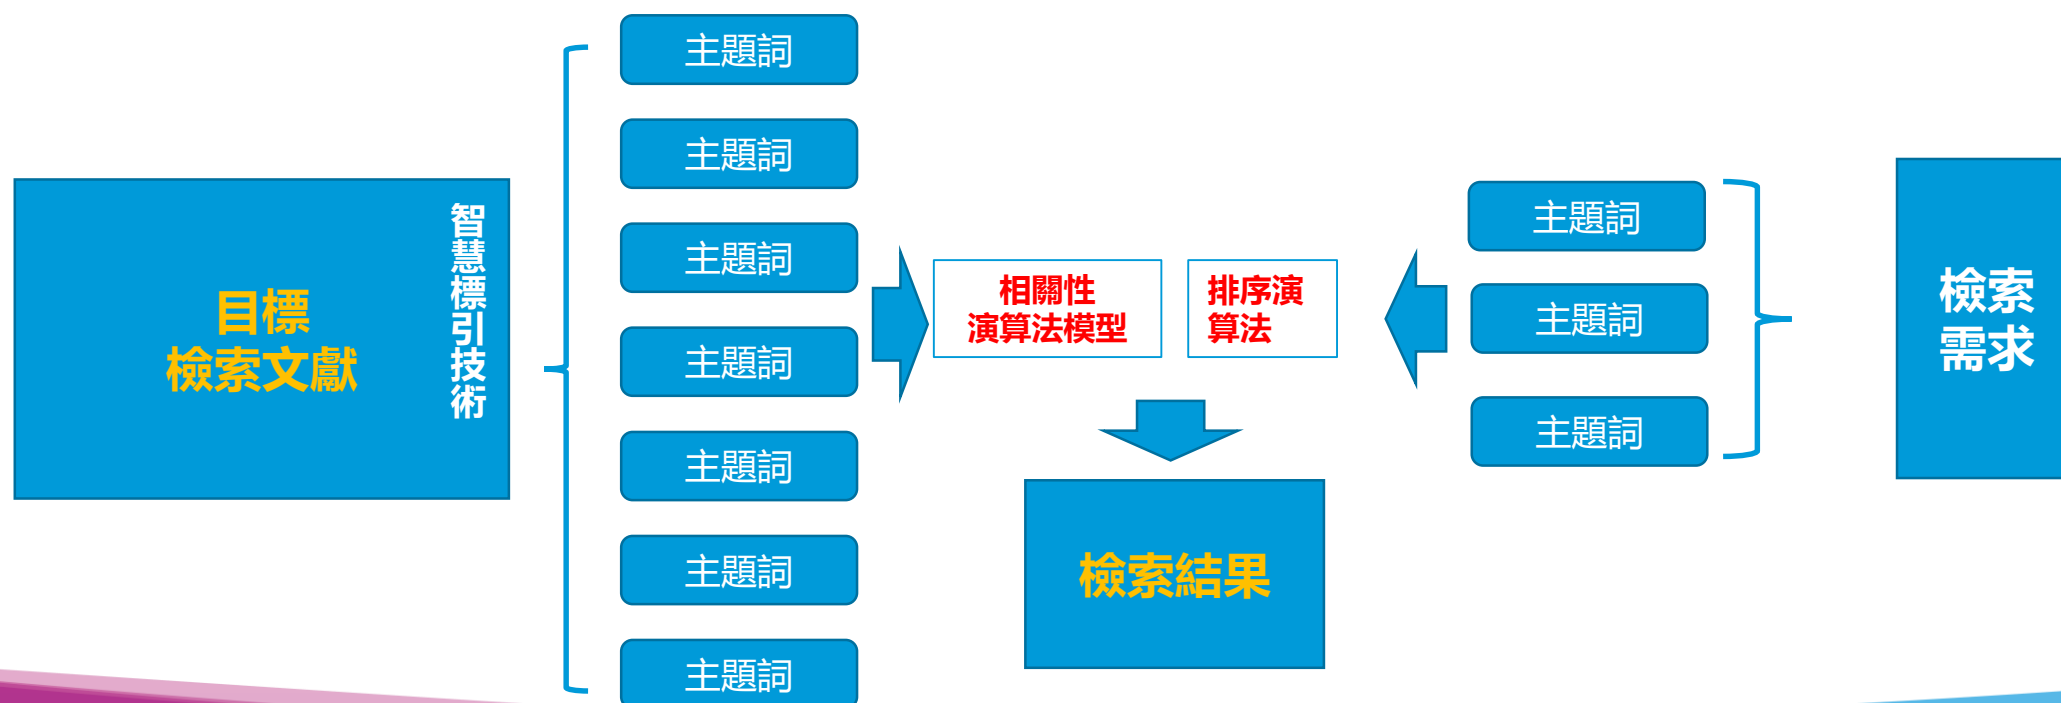 目標
檢索文獻
智慧標引技術
主題詞
主題詞
主題詞
主題詞
主題詞
主題詞
主題詞
相關性
演算法模型
排序演
算法
檢索結果
主題詞
主題詞
主題詞
檢索
需求